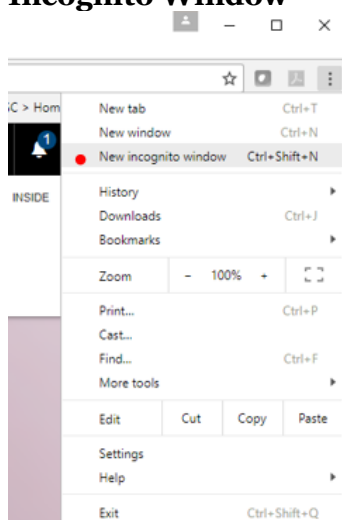 Incognito Window
SC > Hom
1
INSIDE
New tab Ctrl+T
New window Ctrl+N
New incognito window Ctrl+Shift+N
History
Downloads Ctrl+J
Bookmarks
Zoom - 100% +
Print... Ctrl+P
Cast...
Find... Ctrl+F
More tools
Edit Cut Copy Paste
Settings
Help
Exit Ctrl+Shift+Q